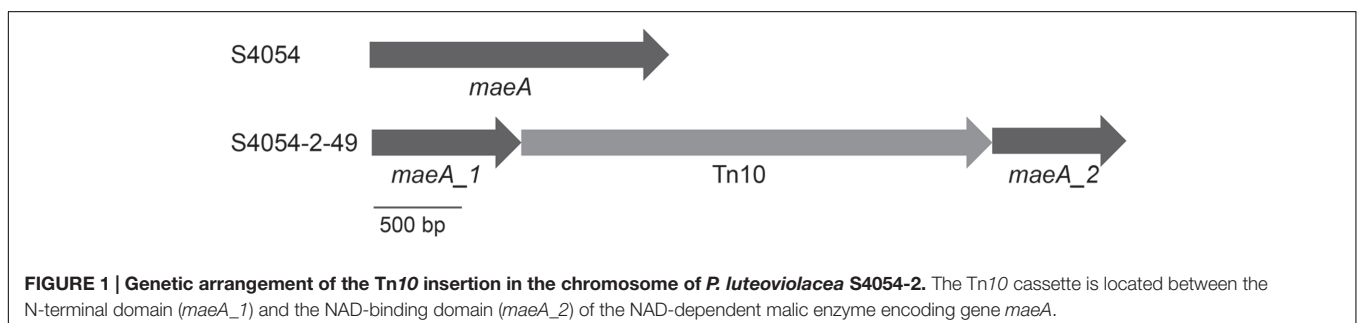 S4054
maeA
S4054-2-49
maeA_1
Tn10
maeA_2
500 bp
FIGURE 1 | Genetic arrangement of the Tn10 insertion in the chromosome of P. luteoviolacea S4054-2. The Tn10 cassette is located between the
N-terminal domain (maeA_1) and the NAD-binding domain (maeA_2) of the NAD-dependent malic enzyme encoding gene maeA.